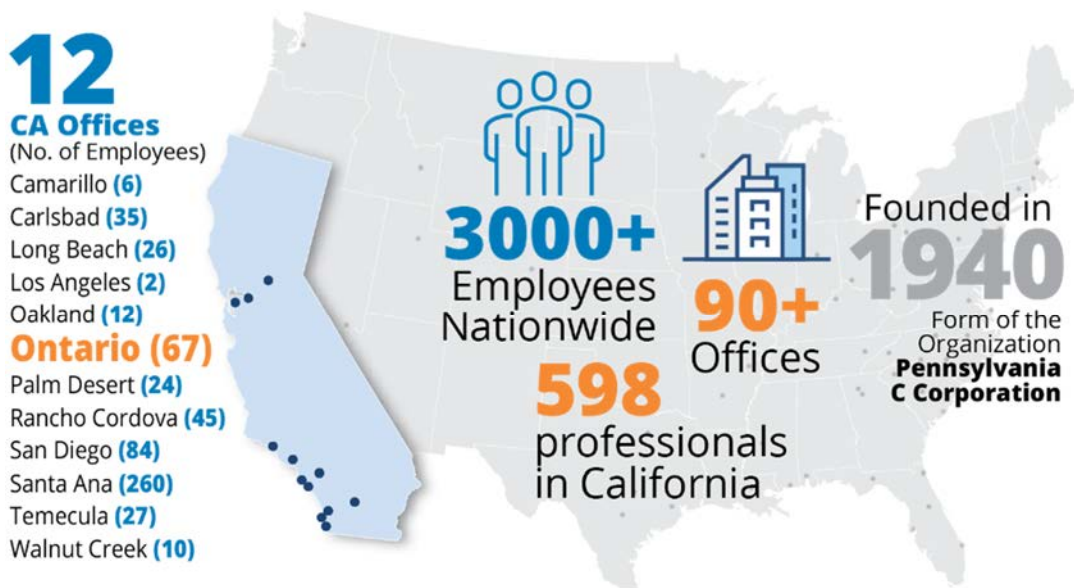 12
CA Offices
(No. of Employees)
Camarillo (6)
Carlsbad (35)
Long Beach (26)
Los Angeles (2)
Oakland (12)
Ontario (67)
Palm Desert (24)
Rancho Cordova (45)
San Diego (84)
Santa Ana (260)
Temecula (27)
Walnut Creek (10)
3000+
Employees
Nationwide
598
professionals
in California
90+
Offices
Founded in
1940
Form of the
Organization
Pennsylvania
C Corporation